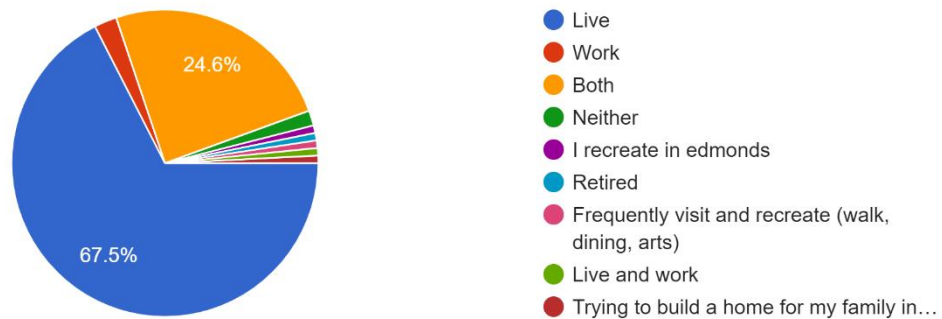 24.6%
67.5%
Live
Work
Both
Neither
I recreate in edmonds
Retired
Frequently visit and recreate (walk,
dining, arts)
Live and work
Trying to build a home for my family in…